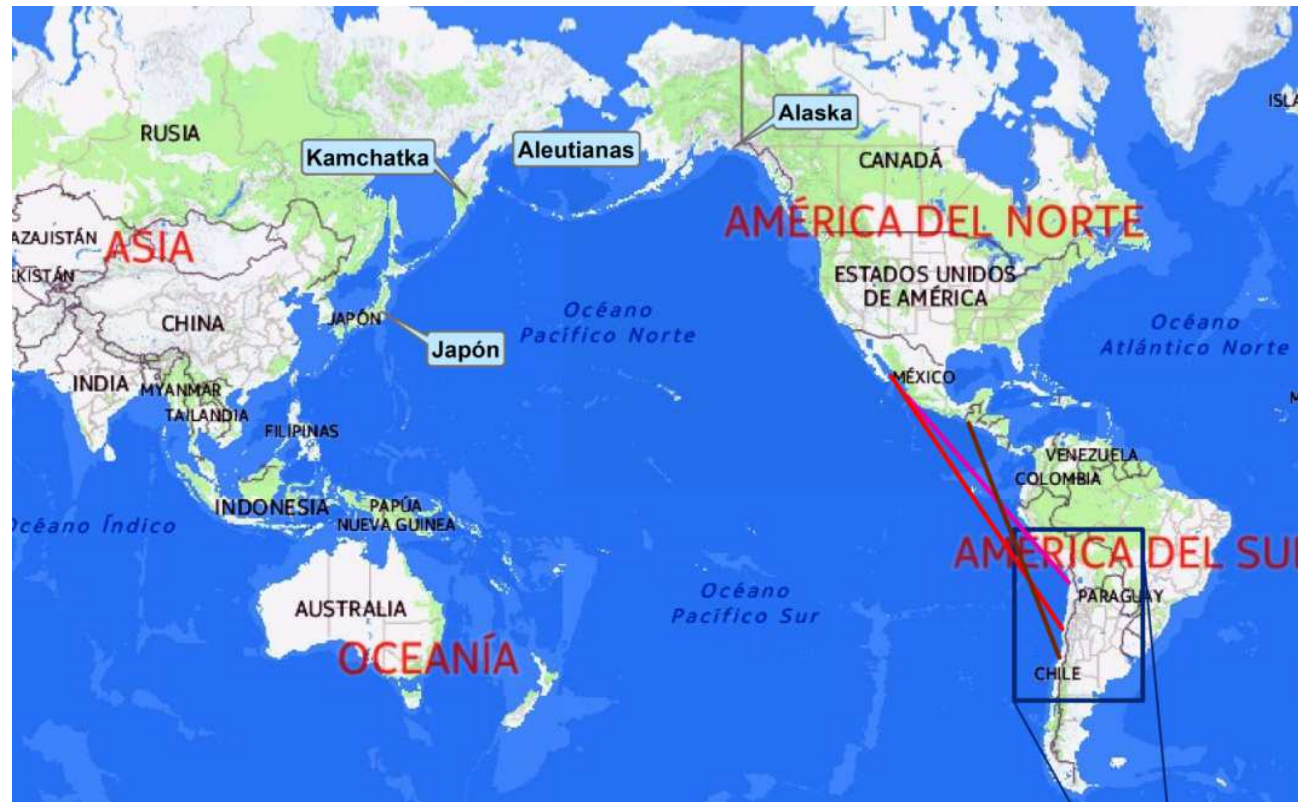 Alaska
RUSIA
Kamchatka
Aleutianas
CANADÁ
AZAJISTÁN
ASIA
AMÉRICA DEL NORTE
EKISTÁN
ESTADOS UNIDOS
DE AMÉRICA
CHINA
JAPÓN
Japón
Océano
Pacífico Norte
Océano
Atlántico Norte
INDIA
MYANMAR
TAILANDIA
FILIPINAS
MÉXICO
VENEZUELA
COLOMBIA
INDONESIA
PAPÚA
NUEVA GUINEA
Océano Índico
AMÉRICA DEL SUR
Océano
Pacífico Sur
PARAGUAY
AUSTRALIA
OCEANÍA
CHILE